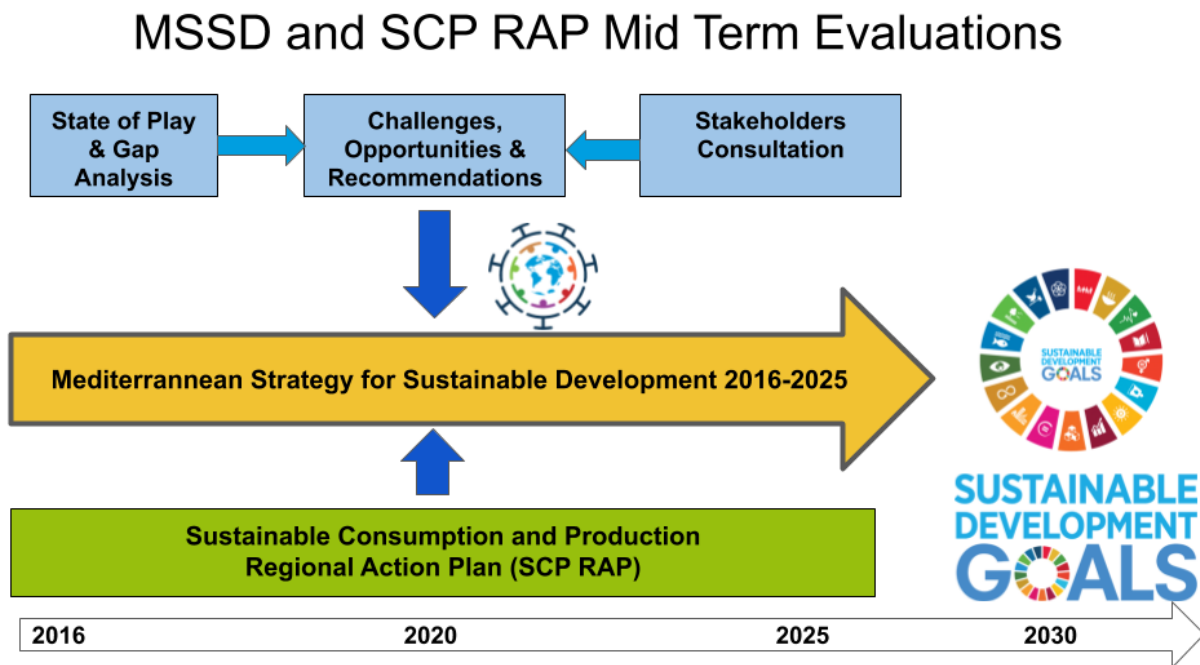 MSSD and SCP RAP Mid Term Evaluations
State of Play
& Gap
Analysis
Challenges,
Opportunities &
Recommendations
Stakeholders
Consultation
Mediterrannean Strategy for Sustainable Development 2016-2025
SUSTAINABLE
DEVELOPMENT
GOALS
SUSTAINABLE
DEVELOPMENT
GOALS
Sustainable Consumption and Production
Regional Action Plan (SCP RAP)
2016 2020 2025 2030